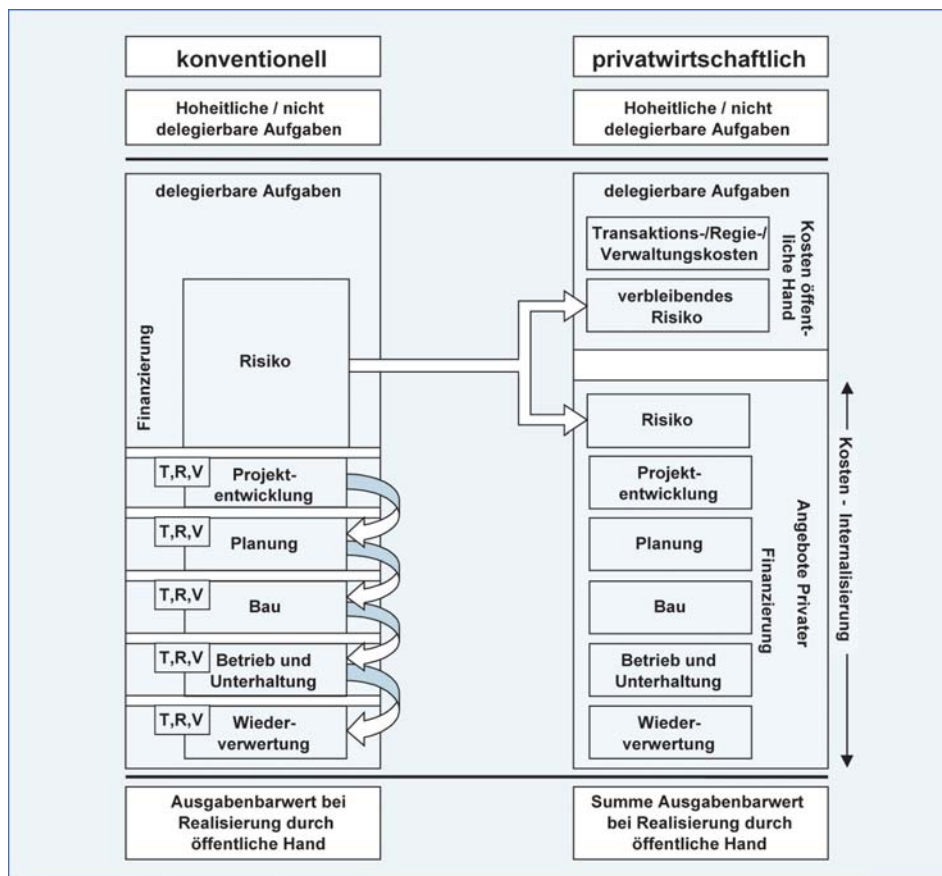 konventionell
Hoheitliche / nicht
delegierbare Aufgaben
delegierbare Aufgaben
Finanzierung
Risiko
T,R,V
Projekt-
entwicklung
T,R,V
Planung
T,R,V
Bau
T,R,V
Betrieb und
Unterhaltung
T,R,V
Wieder-
verwertung
Ausgabenbarwert bei
Realisierung durch
öffentliche Hand
privatwirtschaftlich
Hoheitliche / nicht
delegierbare Aufgaben
delegierbare Aufgaben
Transaktions-/Regie-/
Verwaltungskosten
verbleibendes
Risiko
Kosten öffent-
liche Hand
Risiko
Projekt-
entwicklung
Planung
Bau
Betrieb und
Unterhaltung
Wieder-
verwertung
Finanzierung
Angebote Privater
Kosten - Internalisierung
Summe Ausgabenbarwert
bei Realisierung durch
öffentliche Hand